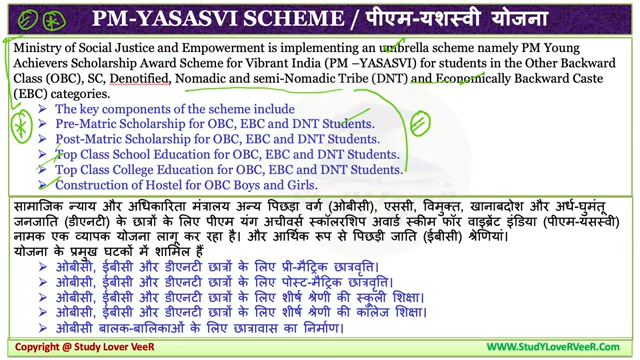 PM-YASASVI SCHEME / पीएम-यशस्वी योजना
Ministry of Social Justice and Empowerment is implementing an umbrella scheme namely PM Young
Achievers Scholarship Award Scheme for Vibrant India (PM –YASASVI) for students in the Other Backward
Class (OBC), SC, Denotified, Nomadic and semi-Nomadic Tribe (DNT) and Economically Backward Caste
(EBC) categories.
➢ The key components of the scheme include
➢ Pre-Matric Scholarship for OBC, EBC and DNT Students.
➢ Post-Matric Scholarship for OBC, EBC and DNT Students.
➢ Top Class School Education for OBC, EBC and DNT Students.
➢ Top Class College Education for OBC, EBC and DNT Students.
➢ Construction of Hostel for OBC Boys and Girls.
सामाजिक न्याय और अधिकारिता मंत्रालय अन्य पिछड़ा वर्ग (ओबीसी), एससी, विमुक्त, खानाबदोश और अर्ध-घुमंतू
जनजाति (डीएनटी) के छात्रों के लिए पीएम यंग अचीवर्स स्कॉलरशिप अवार्ड स्कीम फॉर वाइब्रेंट इंडिया (पीएम-यसस्वी)
नामक एक व्यापक योजना लागू कर रहा है। और आर्थिक रूप से पिछड़ी जाति (ईबीसी) श्रेणियां।
योजना के प्रमुख घटकों में शामिल हैं
➢ ओबीसी, ईबीसी और डीएनटी छात्रों के लिए प्री-मैट्रिक छात्रवृत्ति।
➢ ओबीसी, ईबीसी और डीएनटी छात्रों के लिए पोस्ट-मैट्रिक छात्रवृत्ति।
➢ ओबीसी, ईबीसी और डीएनटी छात्रों के लिए शीर्ष श्रेणी की स्कूली शिक्षा।
➢ ओबीसी, ईबीसी और डीएनटी छात्रों के लिए शीर्ष श्रेणी की कॉलेज शिक्षा।
➢ ओबीसी बालक-बालिकाओं के लिए छात्रावास का निर्माण।
Copyright @ Study Lover VeeR
WWW.StudyLoverVeeR.com